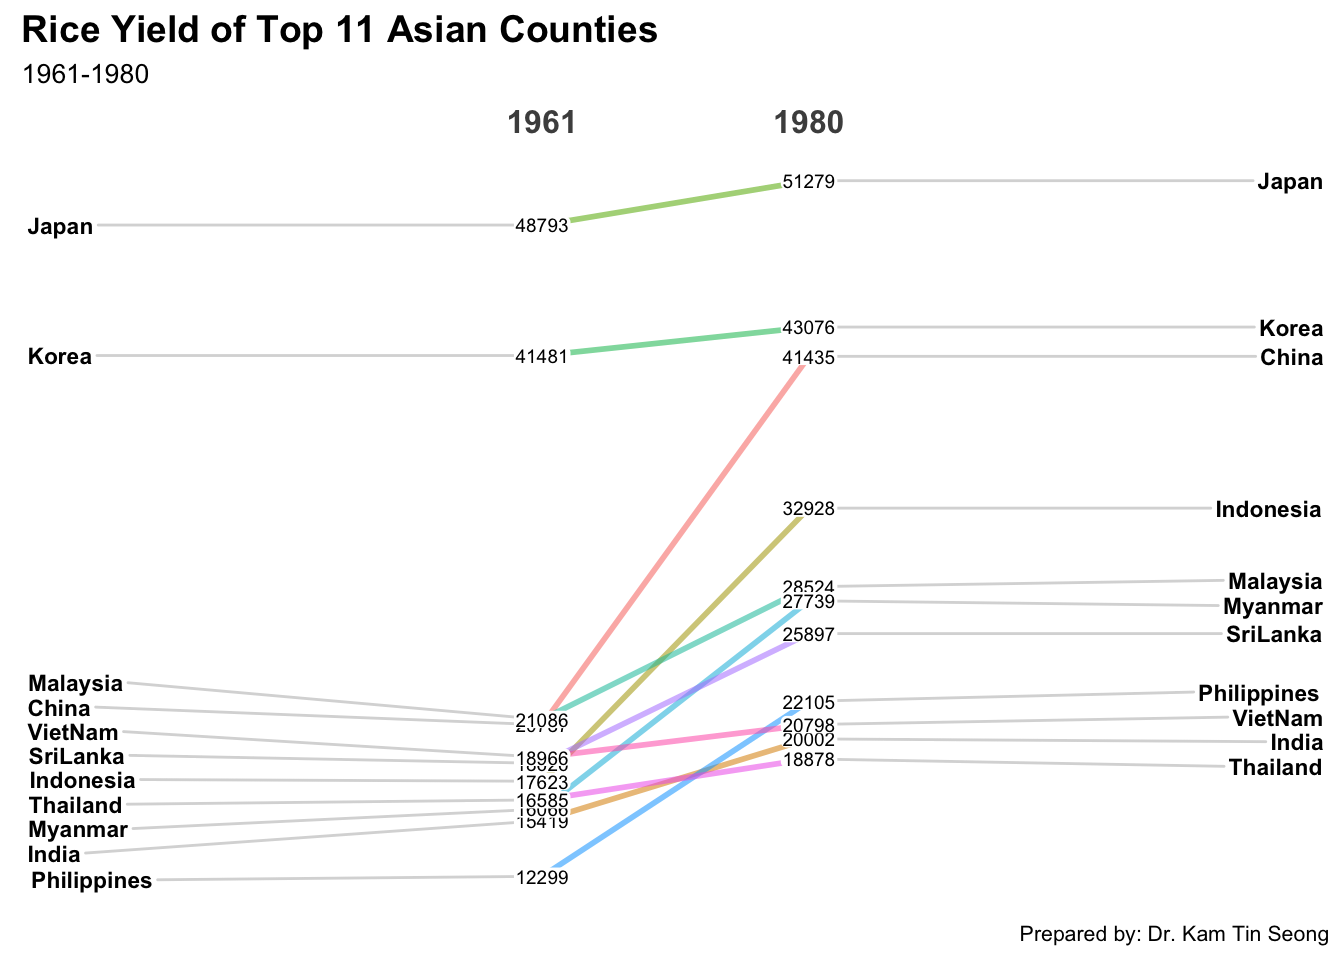 Rice Yield of Top 11 Asian Counties
1961-1980
1961 1980
51279 Japan
Japan 48793
43076 Korea
Korea 41481
41435 China
32928 Indonesia
28524 Malaysia
27739 Myanmar
25897 SriLanka
Malaysia 21086
China
22105 Philippines
20798 VietNam
VietNam 18966
20002 India
SriLanka
18878 Thailand
Indonesia 17623
Thailand 16585
Myanmar 16066
India 15419
Philippines 12299
Prepared by: Dr. Kam Tin Seong